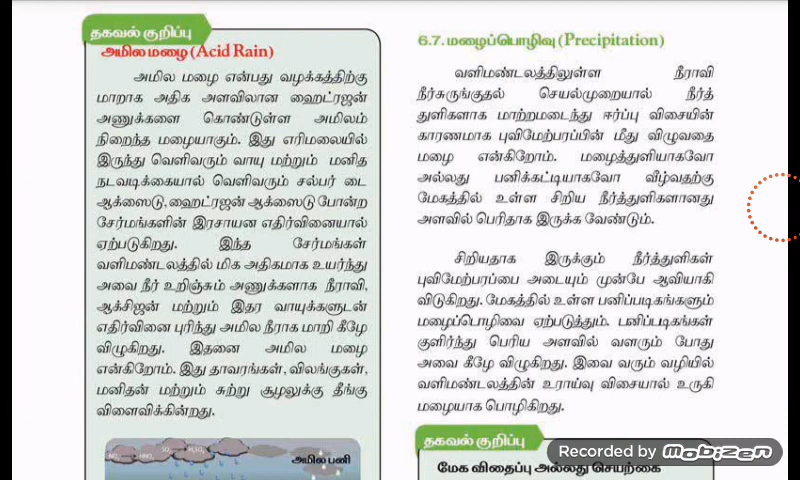 தகவல் குறிப்பு
அமில மழை (Acid Rain)
அமில மழை என்பது வழக்கத்திற்கு
மாறாக அதிக அளவிலான ஹைட்ரஜன்
அணுக்களை கொண்டுள்ள அமிலம்
நிறைந்த மழையாகும். இது எரிமலையில்
இருந்து வெளிவரும் வாயு மற்றும் மனித
நடவடிக்கையால் வெளிவரும் சல்பர் டை
ஆக்ஸைடு, ஹைட்ரஜன் ஆக்ஸைடு போன்ற
சேர்மங்களின் இரசாயன எதிர்வினையால்
ஏற்படுகிறது. இந்த சேர்மங்கள்
வளிமண்டலத்தில் மிக அதிகமாக உயர்ந்து
அவை நீர் உறிஞ்சும் அணுக்களாக நீராவி,
ஆக்சிஜன் மற்றும் இதர வாயுக்களுடன்
எதிர்வினை புரிந்து அமில நீராக மாறி கீழே
விழுகிறது. இதனை அமில மழை
என்கிறோம். இது தாவரங்கள், விலங்குகள்,
மனிதன் மற்றும் சுற்று சூழலுக்கு தீங்கு
விளைவிக்கின்றது.
அமில பனி
6.7. மழைப்பொழிவு (Precipitation)
வளிமண்டலத்திலுள்ள நீராவி
நீர்சுருங்குதல் செயல்முறையால் நீர்த்
துளிகளாக மாற்றமடைந்து ஈர்ப்பு விசையின்
காரணமாக புவிமேற்பரப்பின் மீது விழுவதை
மழை என்கிறோம். மழைத்துளியாகவோ
அல்லது பனிக்கட்டியாகவோ வீழ்வதற்கு
மேகத்தில் உள்ள சிறிய நீர்த்துளிகளானது
அளவில் பெரிதாக இருக்க வேண்டும்.
சிறியதாக இருக்கும் நீர்த்துளிகள்
புவிமேற்பரப்பை அடையும் முன்பே ஆவியாகி
விடுகிறது. மேகத்தில் உள்ள பனிப்படிகங்களும்
மழைப்பொழிவை ஏற்படுத்தும். பனிப்படிகங்கள்
குளிர்ந்து பெரிய அளவில் வளரும் போது
அவை கீழே விழுகிறது. இவை வரும் வழியில்
வளிமண்டலத்தின் உராய்வு விசையால் உருகி
மழையாக பொழிகிறது.
தகவல் குறிப்பு
மேக விதைப்பு அல்லது செயற்கை
Recorded by Mobizen